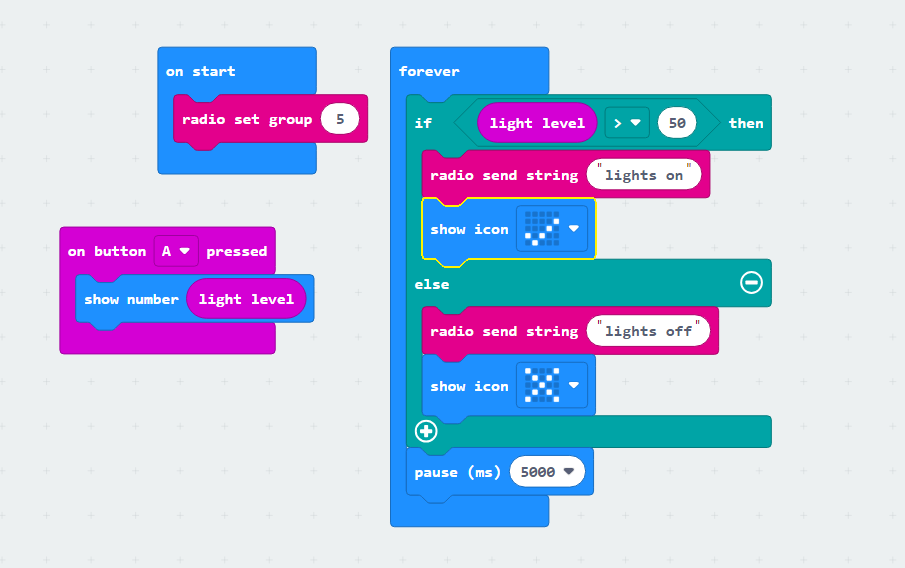 on start
radio set group 5
on button A pressed
show number light level
forever
if light level > 50 then
radio send string "lights on"
show icon
else
radio send string "lights off"
show icon
pause (ms) 5000